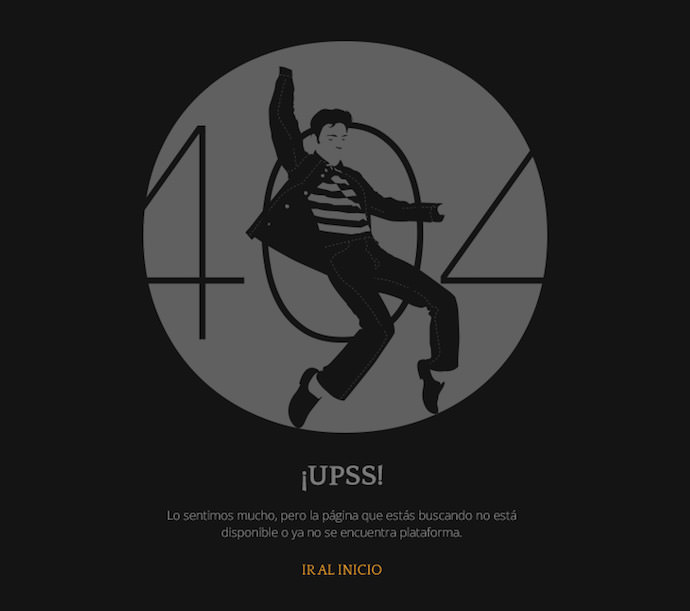 404
¡UPSS!
Lo sentimos mucho, pero la página que estás buscando no está
disponible o ya no se encuentra plataforma.
IR AL INICIO